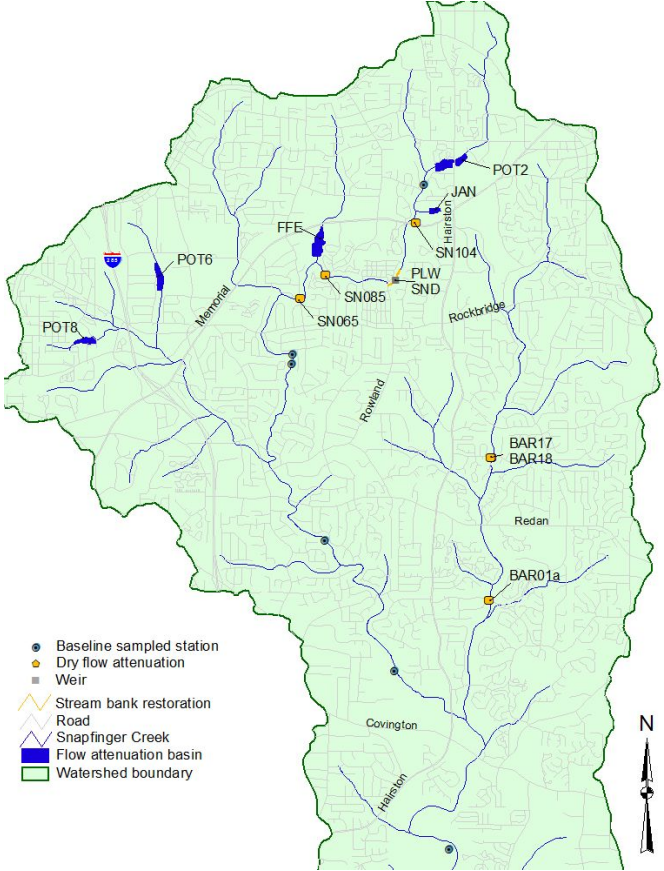 POT2
JAN
Hairston
FFE
SN104
POT6
PLW
SND
SN085
Memorial
SN065
Rockbridge
POT8
Rowland
BAR17
BAR18
Redan
BAR01a
Baseline sampled station
Dry flow attenuation
Weir
Stream bank restoration
Road
Snapfinger Creek
Flow attenuation basin
Watershed boundary
Covington
Hairston
N